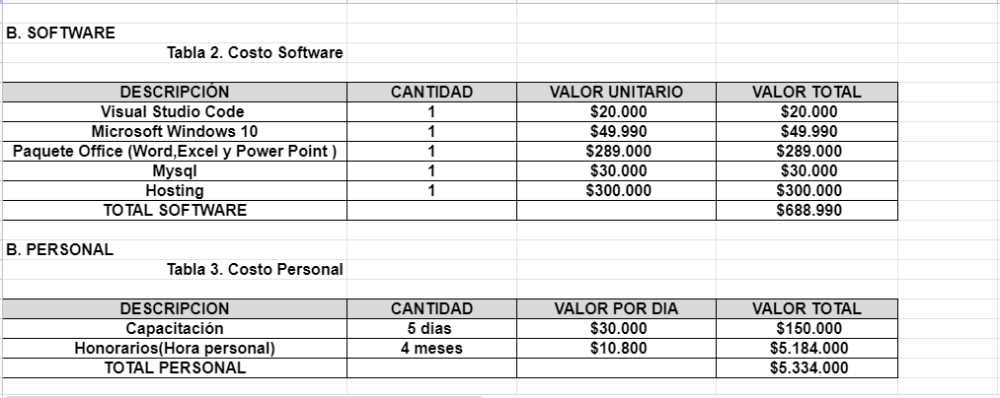 B. SOFTWARE
Tabla 2. Costo Software
DESCRIPCIÓN CANTIDAD VALOR UNITARIO VALOR TOTAL
Visual Studio Code 1 $20.000 $20.000
Microsoft Windows 10 1 $49.990 $49.990
Paquete Office (Word,Excel y Power Point ) 1 $289.000 $289.000
Mysql 1 $30.000 $30.000
Hosting 1 $300.000 $300.000
TOTAL SOFTWARE $688.990
B. PERSONAL
Tabla 3. Costo Personal
DESCRIPCION CANTIDAD VALOR POR DIA VALOR TOTAL
Capacitación 5 dias $30.000 $150.000
Honorarios(Hora personal) 4 meses $10.800 $5.184.000
TOTAL PERSONAL $5.334.000